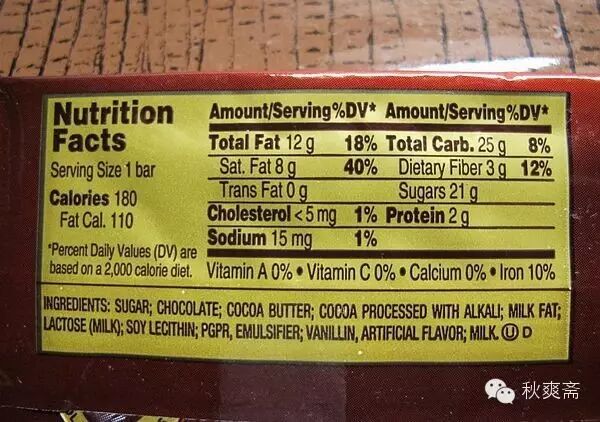 Nutrition
Facts
Serving Size 1 bar
Calories 180
Fat Cal. 110
*Percent Daily Values (DV) are
based on a 2,000 calorie diet.
Amount/Serving %DV* Amount/Serving %DV*
Total Fat 12 g 18% Total Carb. 25 g 8%
Sat. Fat 8 g 40% Dietary Fiber 3 g 12%
Trans Fat 0 g Sugars 21 g
Cholesterol <5 mg 1% Protein 2 g
Sodium 15 mg 1%
Vitamin A 0% • Vitamin C 0% • Calcium 0% • Iron 10%
INGREDIENTS: SUGAR; CHOCOLATE; COCOA BUTTER; COCOA PROCESSED WITH ALKALI; MILK FAT;
LACTOSE (MILK); SOY LECITHIN; PGPR, EMULSIFIER; VANILLIN, ARTIFICIAL FLAVOR; MILK. Ⓤ D
秋爽斋